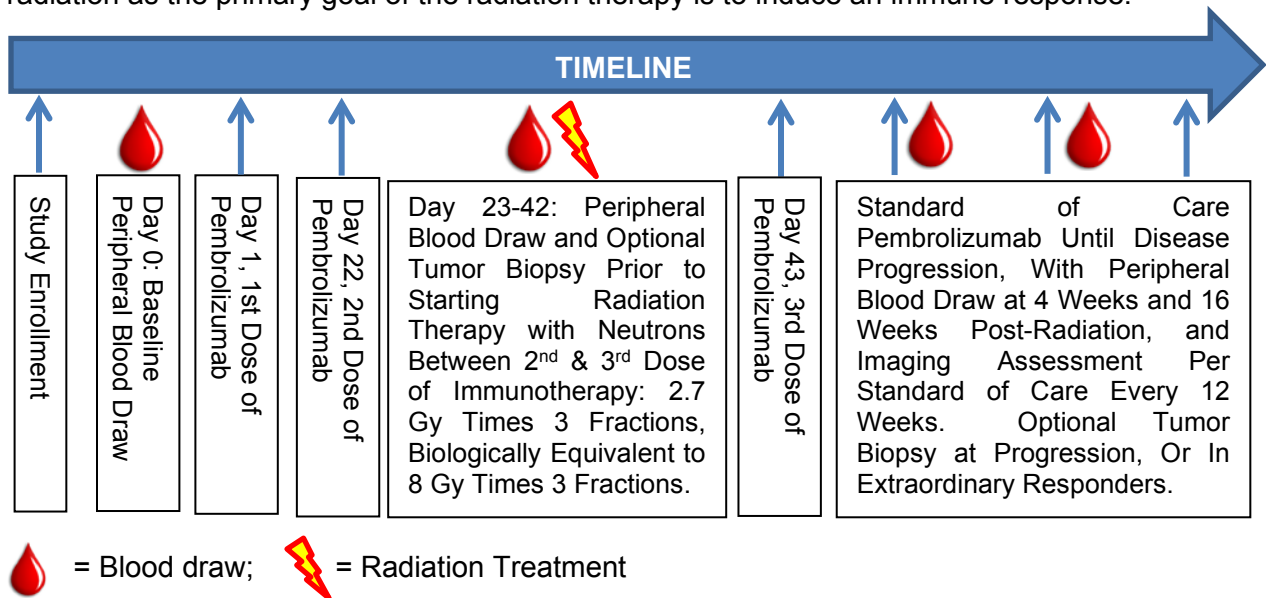 radiation as the primary goal of the radiation therapy is to induce an immune response.
TIMELINE
Study Enrollment
Day 0: Baseline
Peripheral Blood Draw
Day 1, 1st Dose of
Pembrolizumab
Day 22, 2nd Dose of
Pembrolizumab
Day 23-42: Peripheral
Blood Draw and Optional
Tumor Biopsy Prior to
Starting Radiation
Therapy with Neutrons
Between 2nd & 3rd Dose
of Immunotherapy: 2.7
Gy Times 3 Fractions,
Biologically Equivalent to
8 Gy Times 3 Fractions.
Day 43, 3rd Dose of
Pembrolizumab
Standard of Care
Pembrolizumab Until Disease
Progression, With Peripheral
Blood Draw at 4 Weeks and 16
Weeks Post-Radiation, and
Imaging Assessment Per
Standard of Care Every 12
Weeks. Optional Tumor
Biopsy at Progression, Or In
Extraordinary Responders.
= Blood draw;
= Radiation Treatment